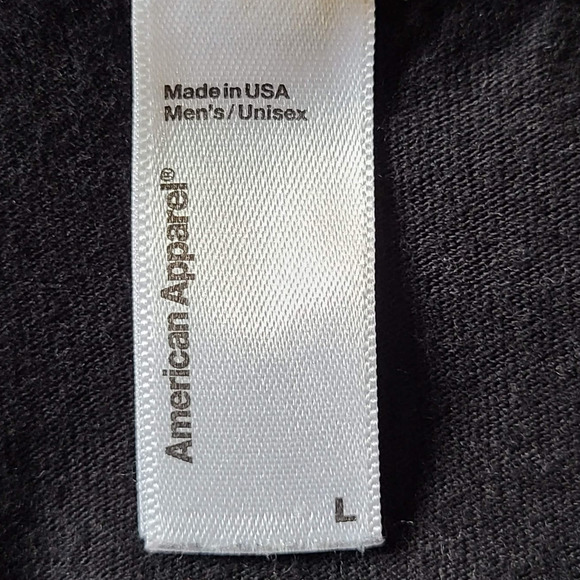 Made in USA
Men's/Unisex
American Apparel®
L